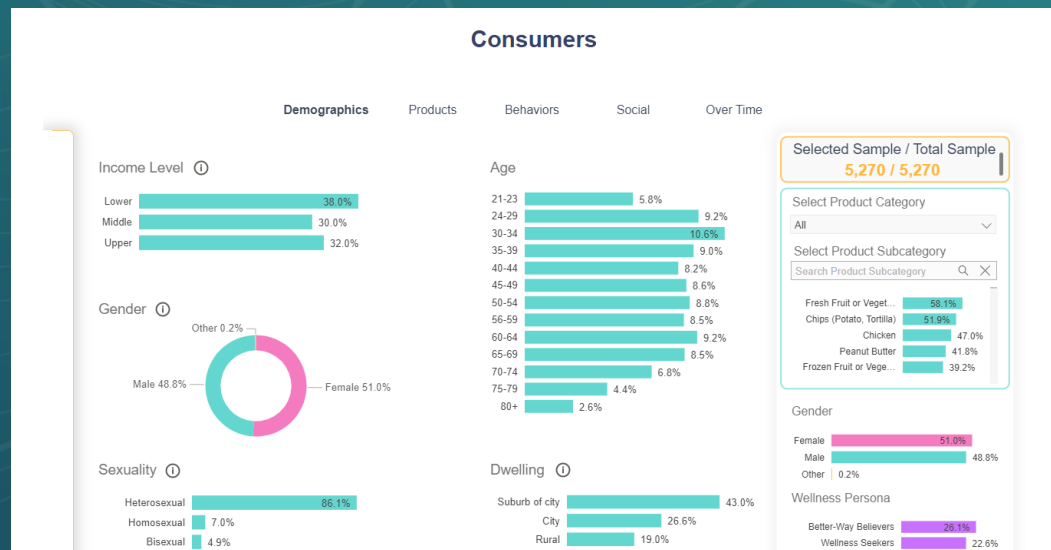 Consumers
Demographics Products Behaviors Social Over Time
Income Level
Lower 38.0%
Middle 30.0%
Upper 32.0%
Gender
Other 0.2%
Male 48.8%
Female 51.0%
Sexuality
Heterosexual 86.1%
Homosexual 7.0%
Bisexual 4.9%
Age
21-23 5.8%
24-29 9.2%
30-34 10.6%
35-39 9.0%
40-44 8.2%
45-49 8.6%
50-54 8.8%
56-59 8.5%
60-64 9.2%
65-69 8.5%
70-74 6.8%
75-79 4.4%
80+ 2.6%
Dwelling
Suburb of city 43.0%
City 26.6%
Rural 19.0%
Selected Sample / Total Sample
5,270 / 5,270
Select Product Category
All
Select Product Subcategory
Search Product Subcategory
Fresh Fruit or Veget... 58.1%
Chips (Potato, Tortilla) 51.9%
Chicken 47.0%
Peanut Butter 41.8%
Frozen Fruit or Vege... 39.2%
Gender
Female 51.0%
Male 48.8%
Other 0.2%
Wellness Persona
Better-Way Believers 26.1%
Wellness Seekers 22.6%